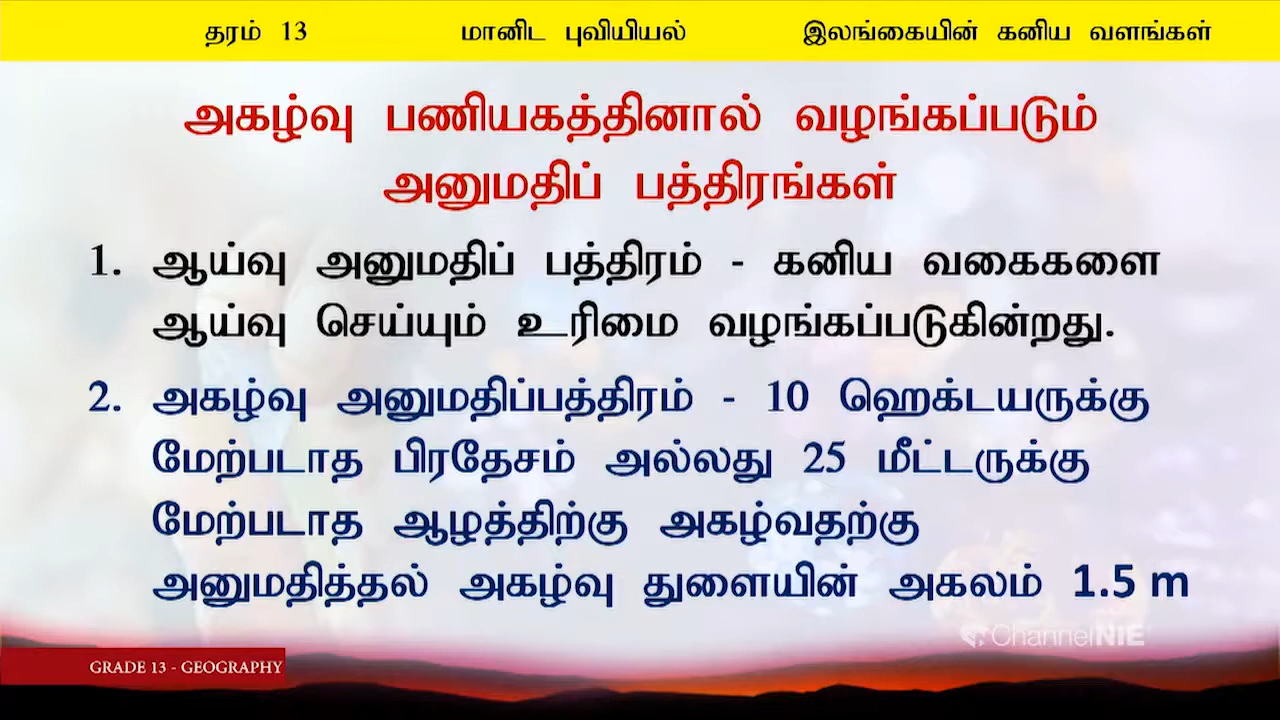 தரம் 13 மானிட புவியியல் இலங்கையின் கனிய வளங்கள்
அகழ்வு பணியகத்தினால் வழங்கப்படும்
அனுமதிப் பத்திரங்கள்
1. ஆய்வு அனுமதிப் பத்திரம் - கனிய வகைகளை
ஆய்வு செய்யும் உரிமை வழங்கப்படுகின்றது.
2. அகழ்வு அனுமதிப்பத்திரம் - 10 ஹெக்டயருக்கு
மேற்படாத பிரதேசம் அல்லது 25 மீட்டருக்கு
மேற்படாத ஆழத்திற்கு அகழ்வதற்கு
அனுமதித்தல் அகழ்வு துளையின் அகலம் 1.5 m
ChannelNIE
GRADE 13 - GEOGRAPHY